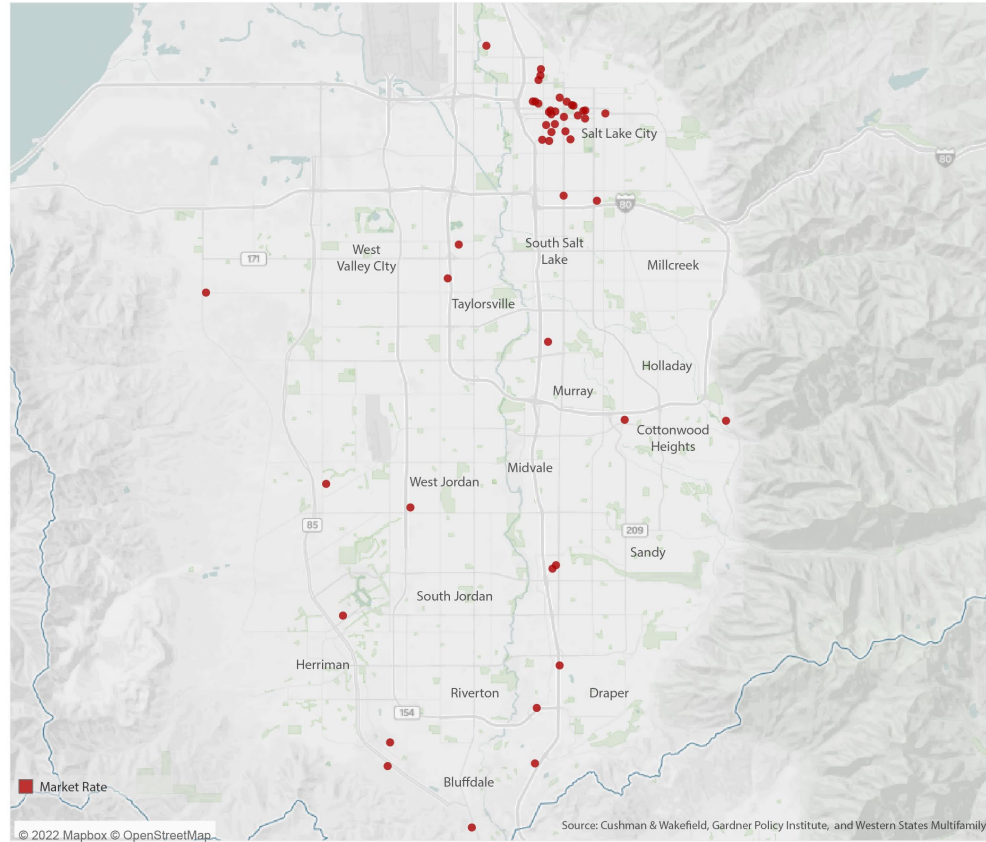 Salt Lake City
80
80
171
West
Valley CIty
South Salt
Lake
Millcreek
Taylorsville
Holladay
Murray
Cottonwood
Heights
Midvale
West Jordan
85
209
Sandy
South Jordan
Herriman
Riverton
Draper
154
Bluffdale
Market Rate
Source: Cushman & Wakefield, Gardner Policy Institute, and Western States Multifamily
© 2022 Mapbox © OpenStreetMap